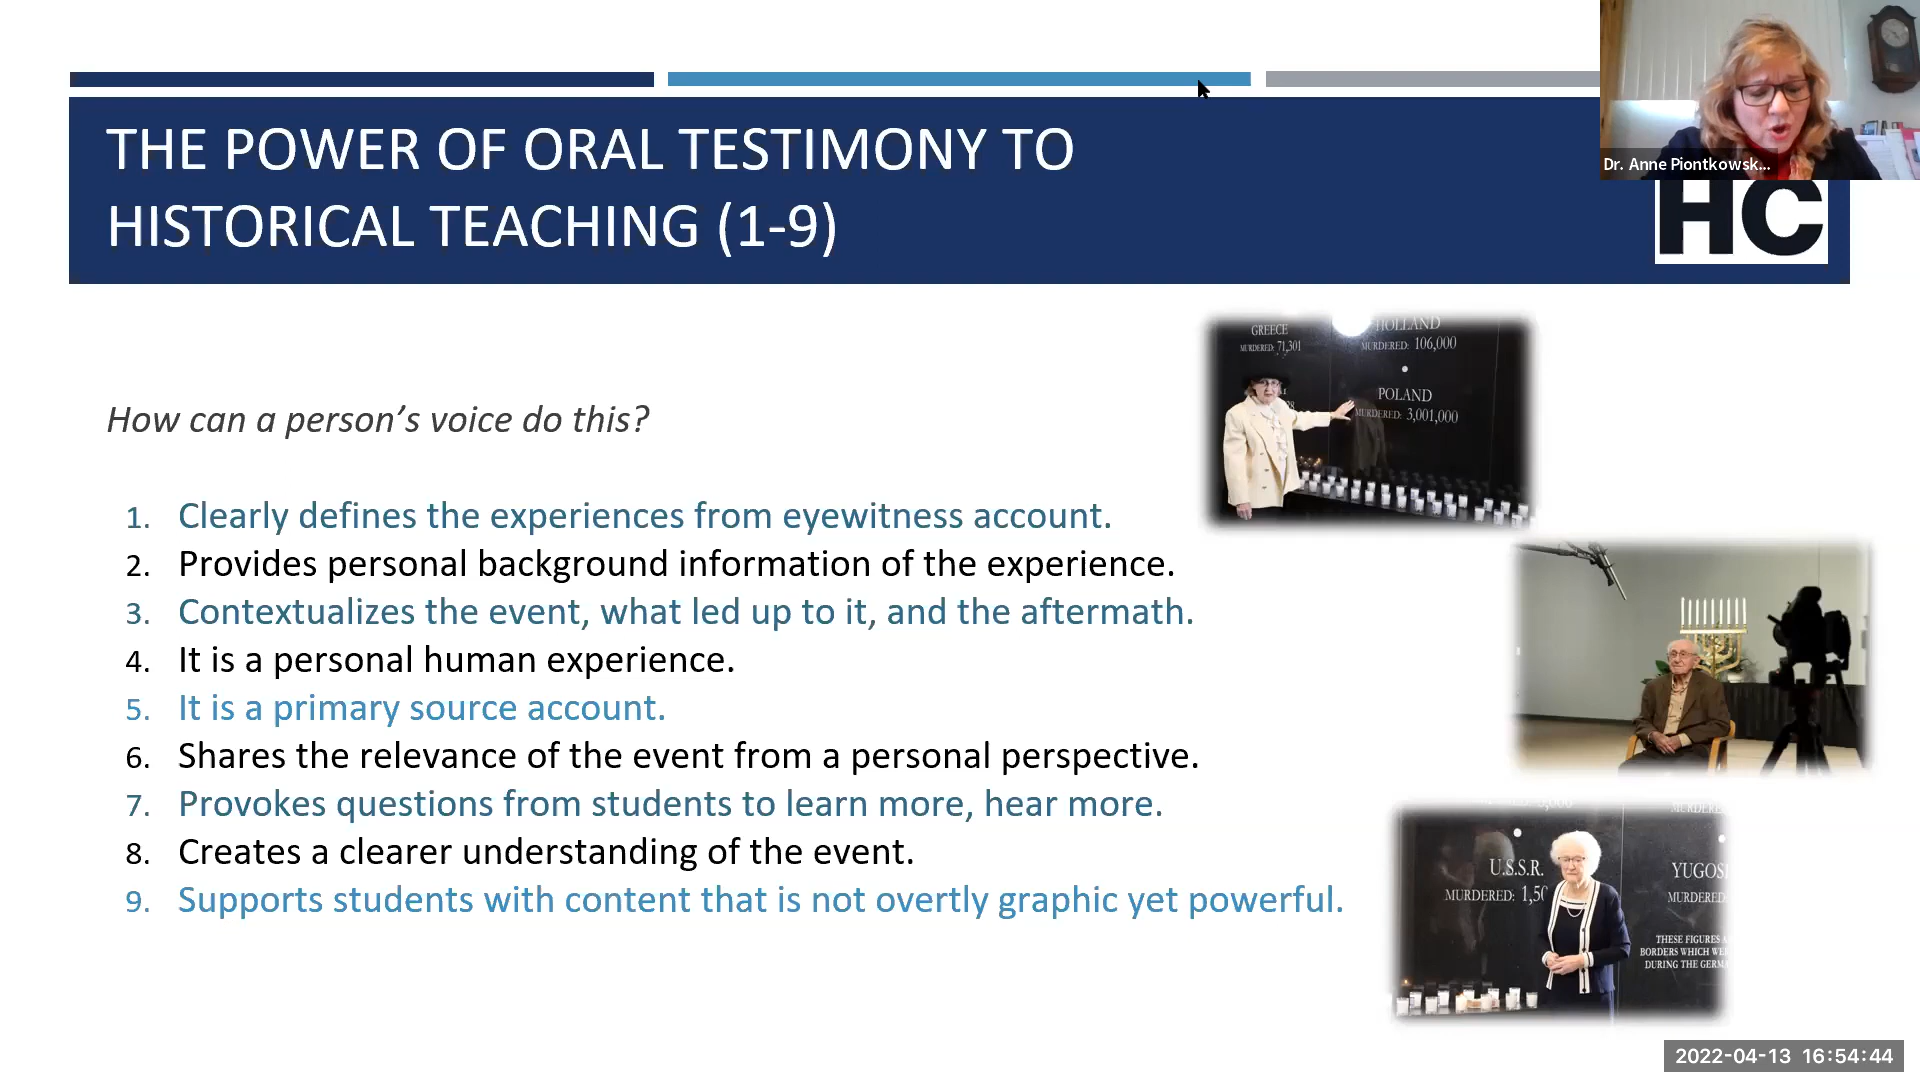 THE POWER OF ORAL TESTIMONY TO
HISTORICAL TEACHING (1-9)
Dr. Anne Piontkowsk...
HC
How can a person’s voice do this?
1. Clearly defines the experiences from eyewitness account.
2. Provides personal background information of the experience.
3. Contextualizes the event, what led up to it, and the aftermath.
4. It is a personal human experience.
5. It is a primary source account.
6. Shares the relevance of the event from a personal perspective.
7. Provokes questions from students to learn more, hear more.
8. Creates a clearer understanding of the event.
9. Supports students with content that is not overtly graphic yet powerful.
GREECE
MURDERED: 71,301
HOLLAND
MURDERED: 106,000
POLAND
MURDERED: 3,001,000
U.S.S.R.
MURDERED: 1,50
YUGOS
MURDERED
THESE FIGURES
BORDERS WHICH WE
DURING THE GERM
2022-04-13 16:54:44